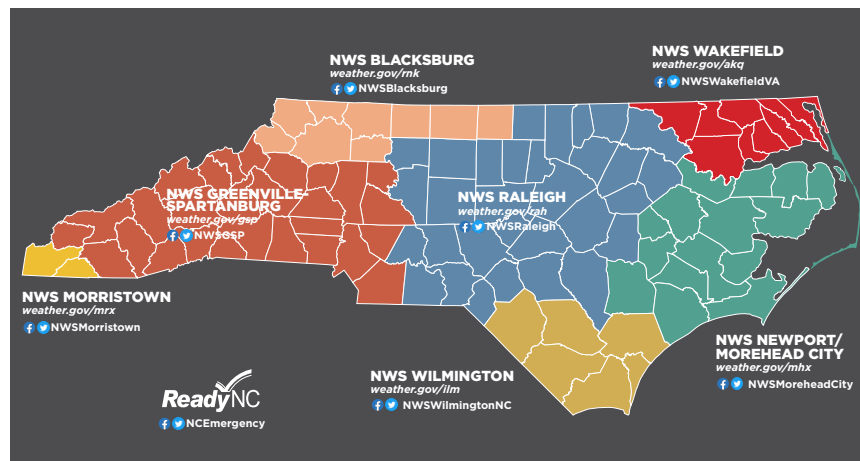 NWS BLACKSBURG
weather.gov/rnk
NWSBlacksburg
NWS WAKEFIELD
weather.gov/akq
NWSWakefieldVA
NWS GREENVILLE-
SPARTANBURG
weather.gov/gsp
NWSGSP
NWS RALEIGH
weather.gov/rah
NWSRaleigh
NWS MORRISTOWN
weather.gov/mrx
NWSMorristown
NWS NEWPORT/
MOREHEAD CITY
weather.gov/mhx
NWSMoreheadCity
NWS WILMINGTON
weather.gov/ilm
NWSWilmingtonNC
ReadyNC
NCEmergency